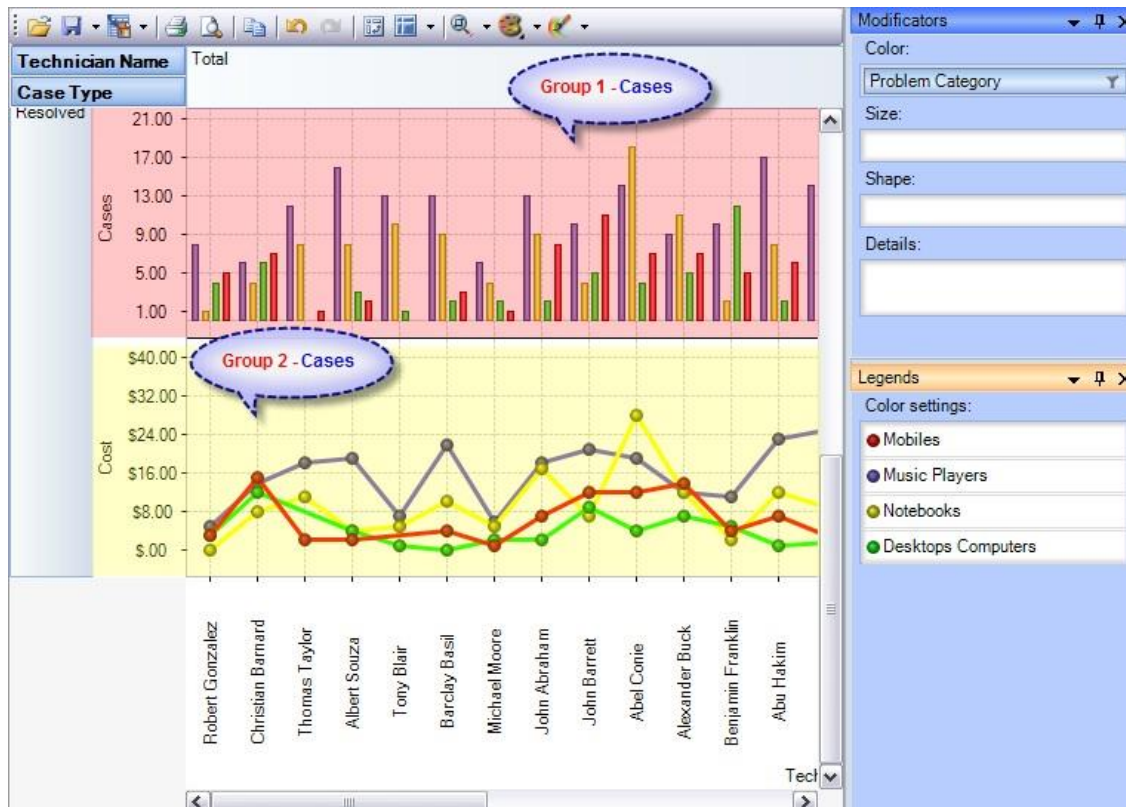 Technician Name
Case Type
Total
Resolved
Group 1 - Cases
Cases
21.00
17.00
13.00
9.00
5.00
1.00
Group 2 - Cases
Cost
$40.00
$32.00
$24.00
$16.00
$8.00
$.00
Robert Gonzalez
Christian Barnard
Thomas Taylor
Albert Souza
Tony Blair
Barclay Basil
Michael Moore
John Abraham
John Barrett
Abel Conie
Alexander Buck
Benjamin Franklin
Abu Hakim
Tech
Modificators
Color:
Problem Category
Size:
Shape:
Details:
Legends
Color settings:
Mobiles
Music Players
Notebooks
Desktops Computers